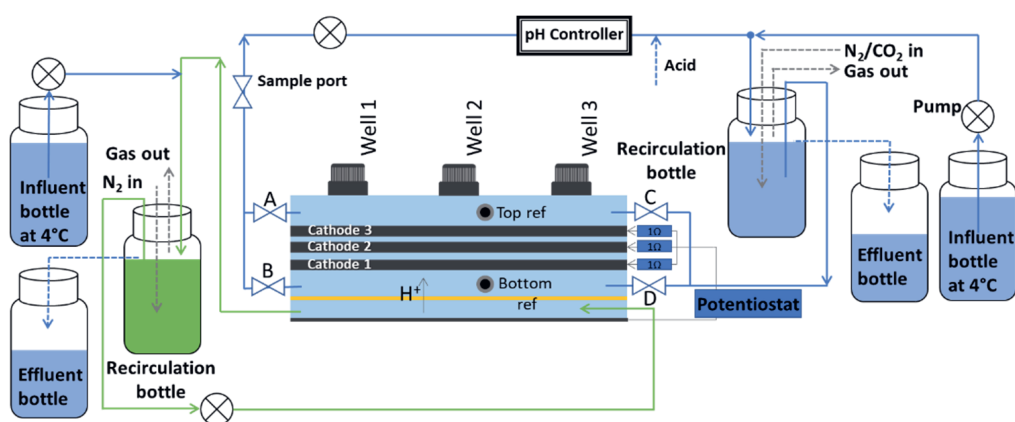 pH Controller
Sample port
Acid
N₂/CO₂ in
Gas out
Pump
Well 1
Well 2
Well 3
Recirculation
bottle
Gas out
N₂ in
Influent
bottle
at 4°C
A
Top ref
C
Cathode 3
1Ω
Cathode 2
1Ω
Cathode 1
1Ω
B
H⁺
Bottom
ref
D
Potentiostat
Effluent
bottle
Influent
bottle
at 4°C
Effluent
bottle
Recirculation
bottle